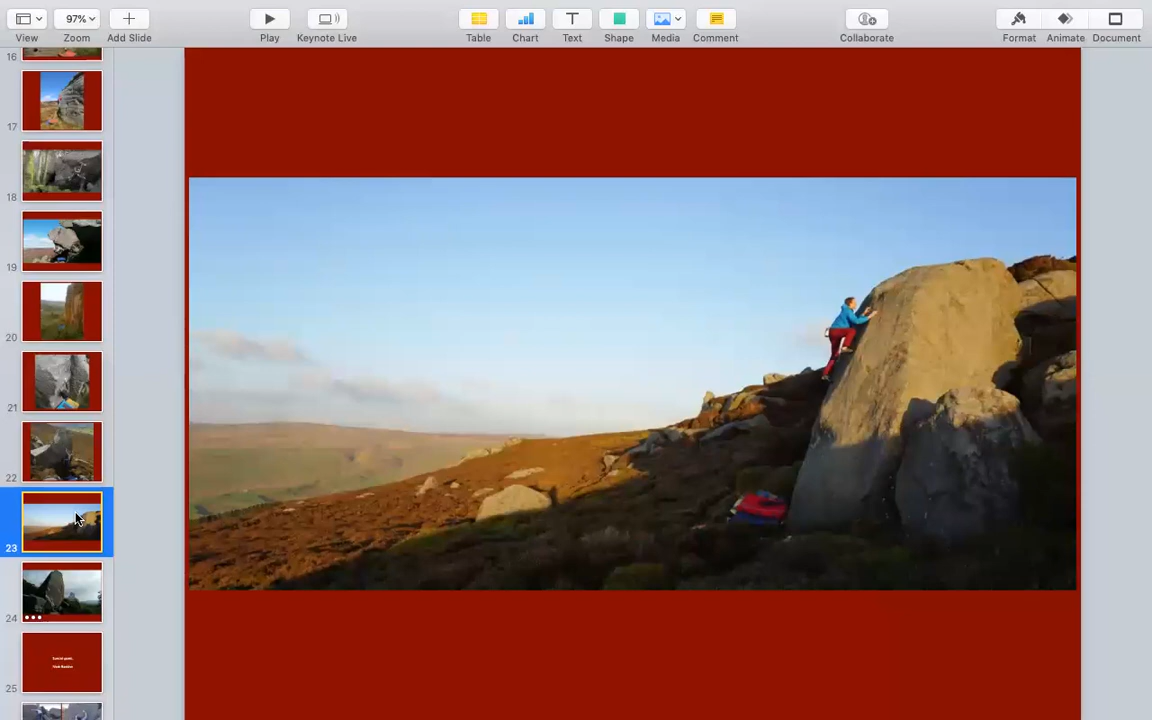 97%
View
Zoom
Add Slide
Play
Keynote Live
Table
Chart
Text
Shape
Media
Comment
Collaborate
Format
Animate
Document
16
17
18
19
20
21
22
23
24
25